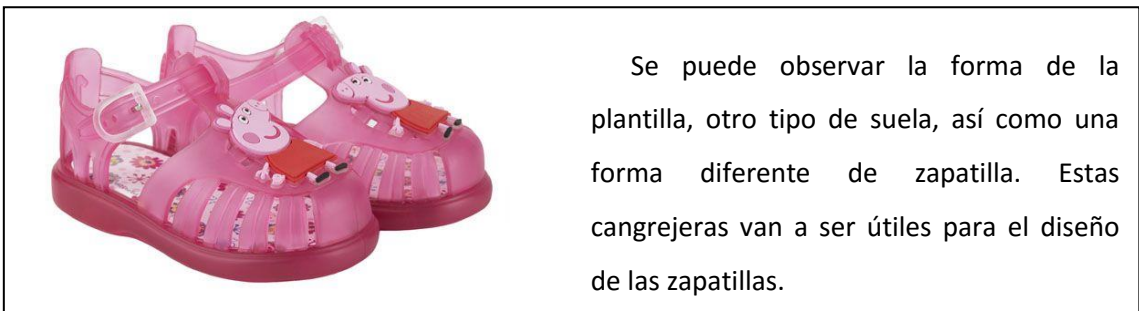 Se puede observar la forma de la
plantilla, otro tipo de suela, así como una
forma diferente de zapatilla. Estas
cangrejeras van a ser útiles para el diseño
de las zapatillas.